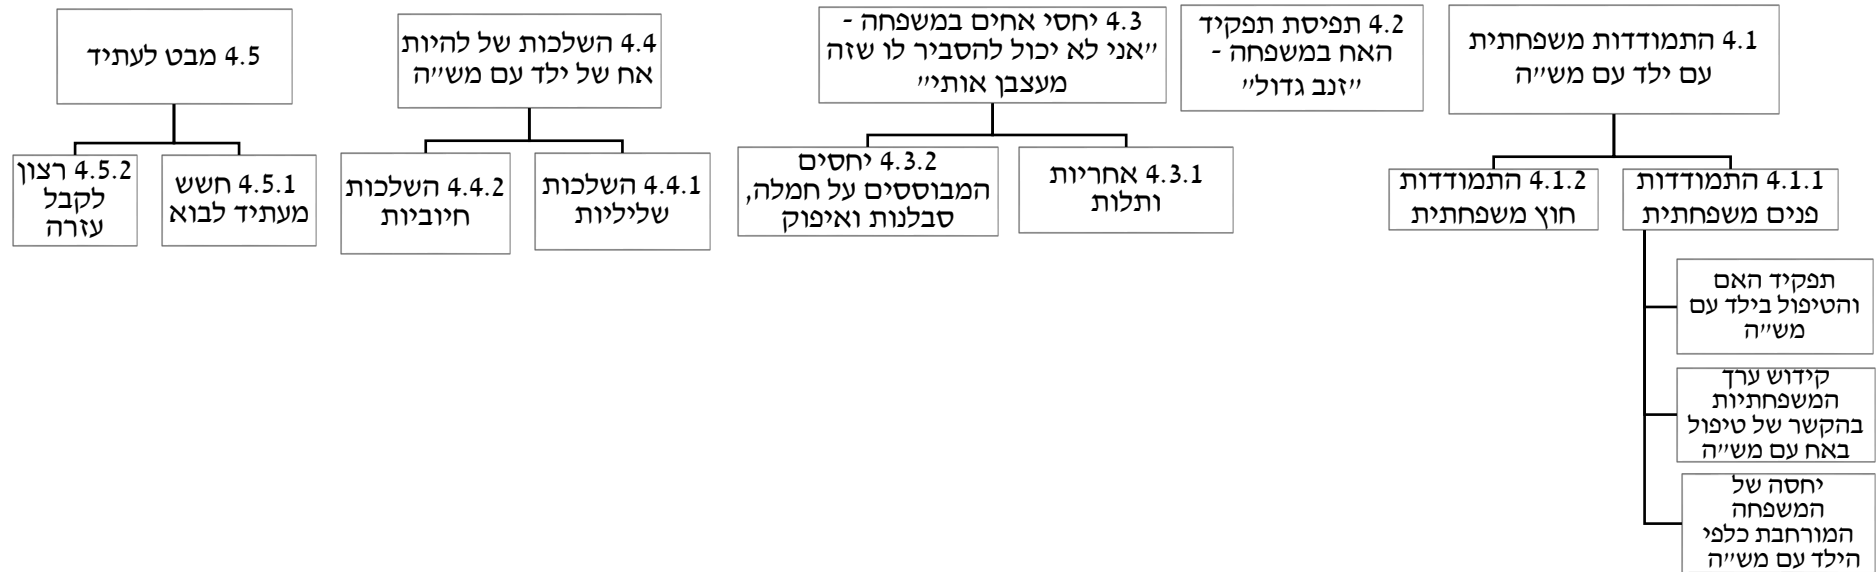 4.1 התמודדות משפחתית
עם ילד עם מש״ה
4.1.1 התמודדות
פנים משפחתית
תפקיד האם
והטיפול בילד עם
מש״ה
קידוש ערך
המשפחתיות
בהקשר של טיפול
באח עם מש״ה
יחסה של
המשפחה
המורחבת כלפי
הילד עם מש״ה
4.1.2 התמודדות
חוץ משפחתית
4.2 תפיסת תפקיד
האח במשפחה -
״זנב גדול״
4.3 יחסי אחים במשפחה -
״אני לא יכול להסביר לו שזה
מעצבן אותי״
4.3.1 אחריות
ותלות
4.3.2 יחסים
המבוססים על חמלה,
סבלנות ואיפוק
4.4 השלכות של להיות
אח של ילד עם מש״ה
4.4.1 השלכות
שליליות
4.4.2 השלכות
חיוביות
4.5 מבט לעתיד
4.5.1 חשש
מעתיד לבוא
4.5.2 רצון
לקבל
עזרה